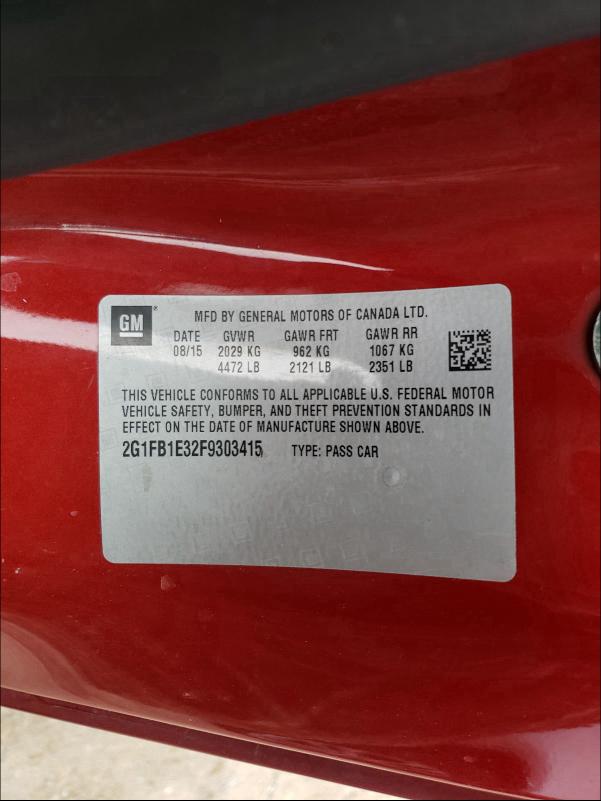 GM ®
MFD BY GENERAL MOTORS OF CANADA LTD.
DATE GVWR GAWR FRT GAWR RR
08/15 2029 KG 962 KG 1067 KG
4472 LB 2121 LB 2351 LB
THIS VEHICLE CONFORMS TO ALL APPLICABLE U.S. FEDERAL MOTOR
VEHICLE SAFETY, BUMPER, AND THEFT PREVENTION STANDARDS IN
EFFECT ON THE DATE OF MANUFACTURE SHOWN ABOVE.
2G1FB1E32F9303415 TYPE: PASS CAR